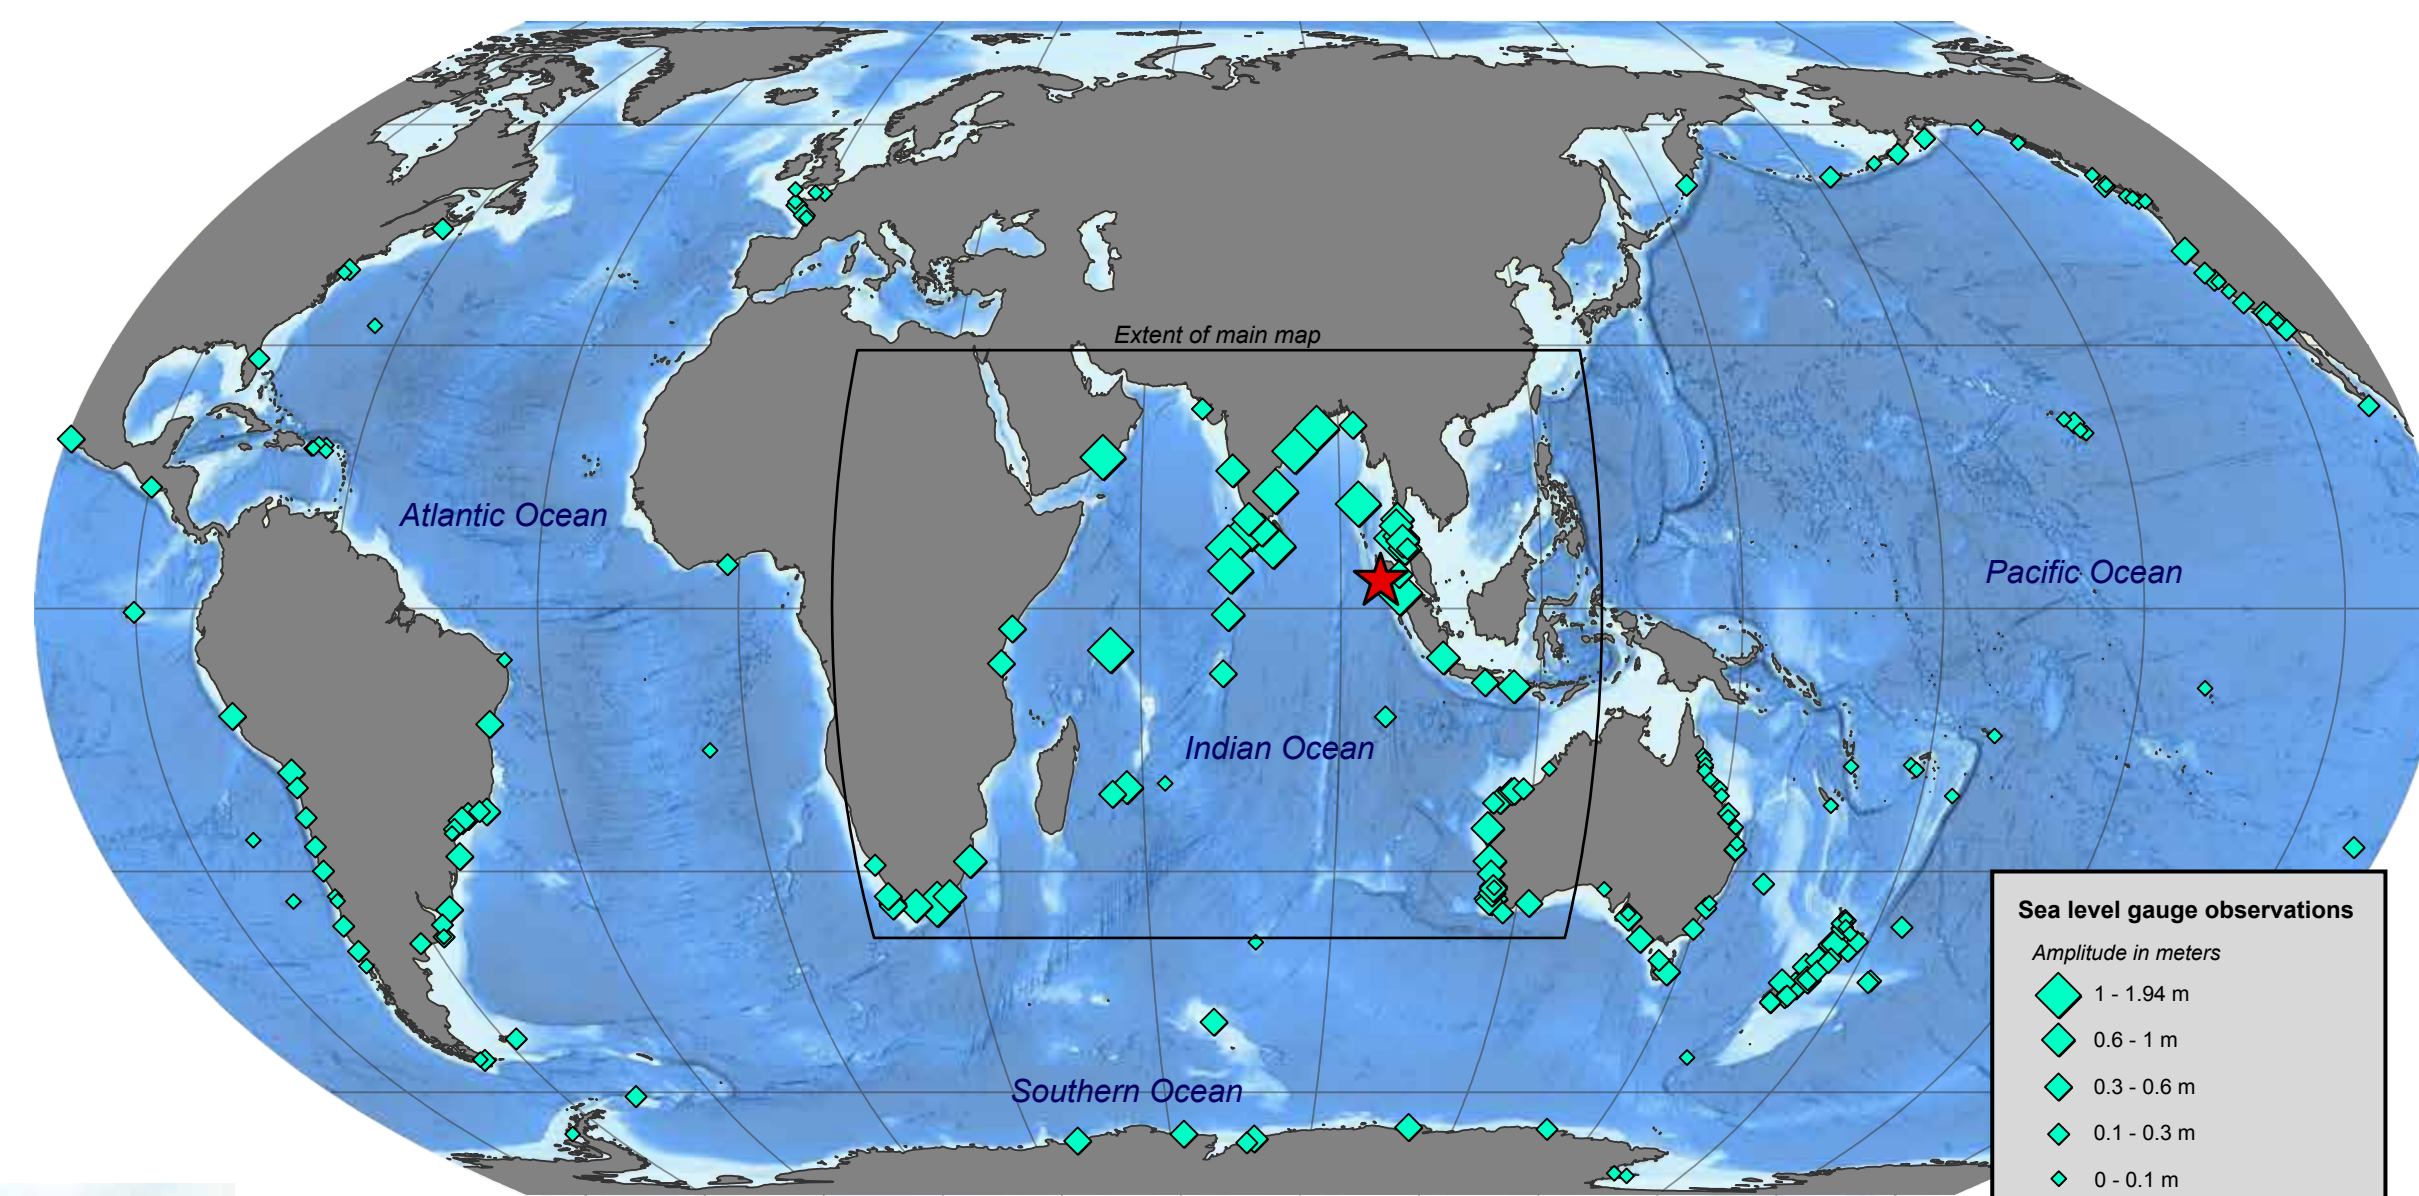 Extent of main map
Atlantic Ocean
Pacific Ocean
Indian Ocean
Southern Ocean
Sea level gauge observations
Amplitude in meters
1 - 1.94 m
0.6 - 1 m
0.3 - 0.6 m
0.1 - 0.3 m
0 - 0.1 m